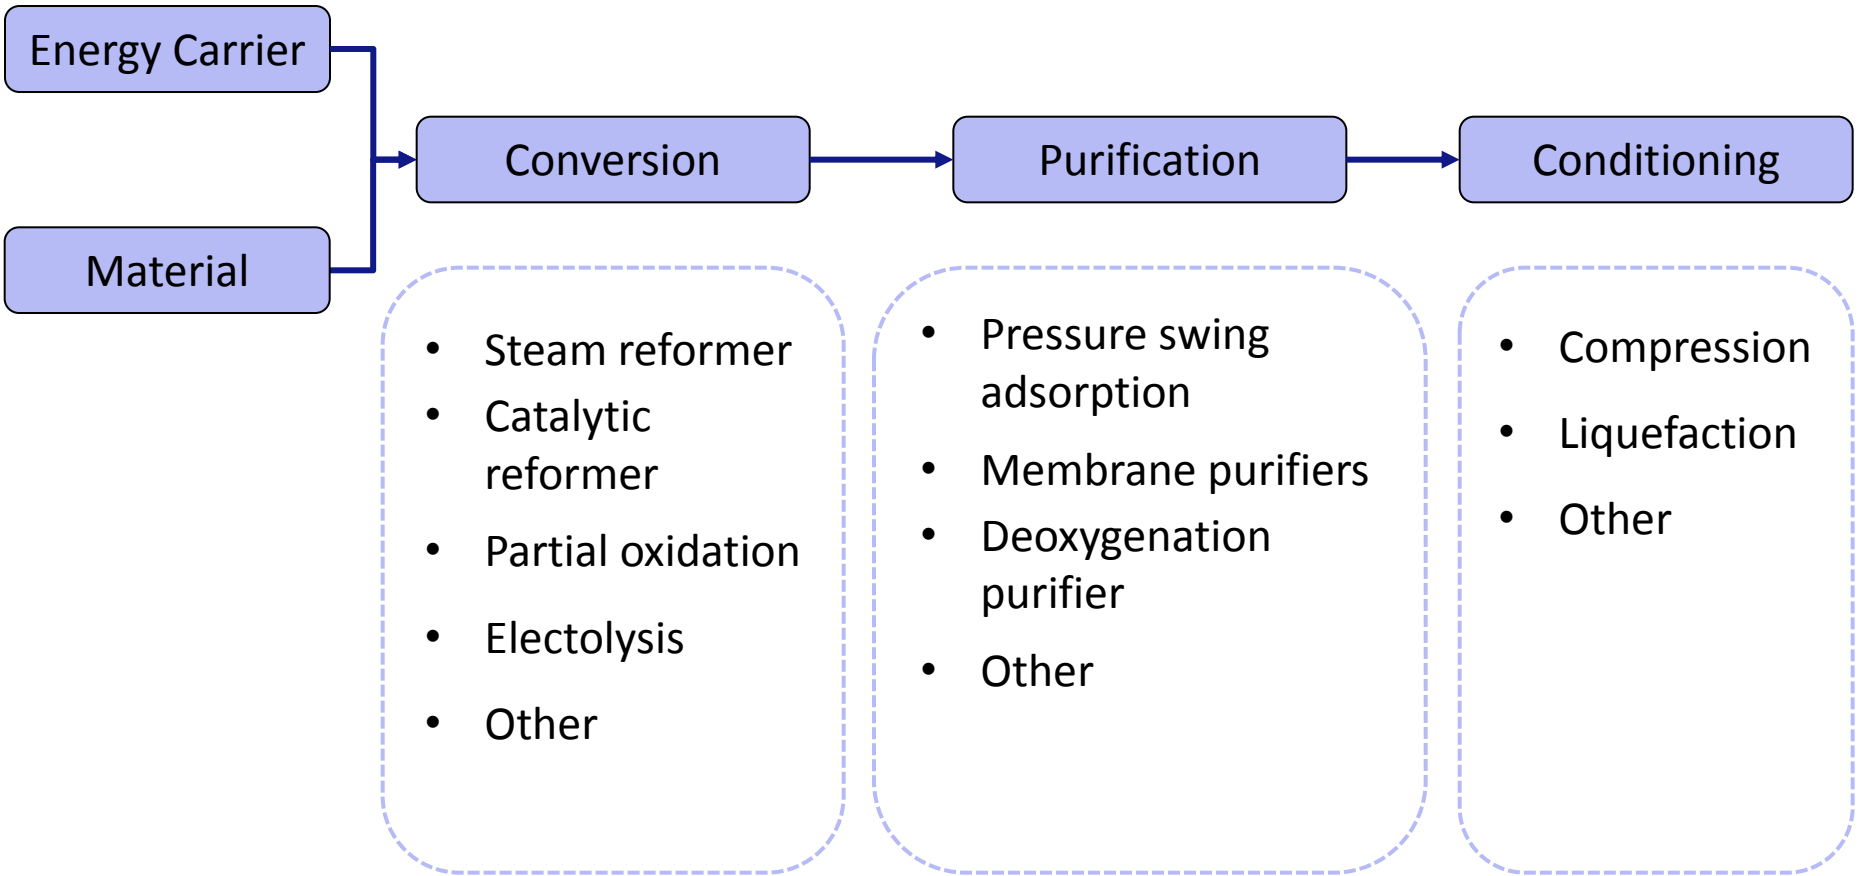 Energy Carrier
Material
Conversion
Purification
Conditioning
• Steam reformer
• Catalytic
reformer
• Partial oxidation
• Electolysis
• Other
• Pressure swing
adsorption
• Membrane purifiers
• Deoxygenation
purifier
• Other
• Compression
• Liquefaction
• Other